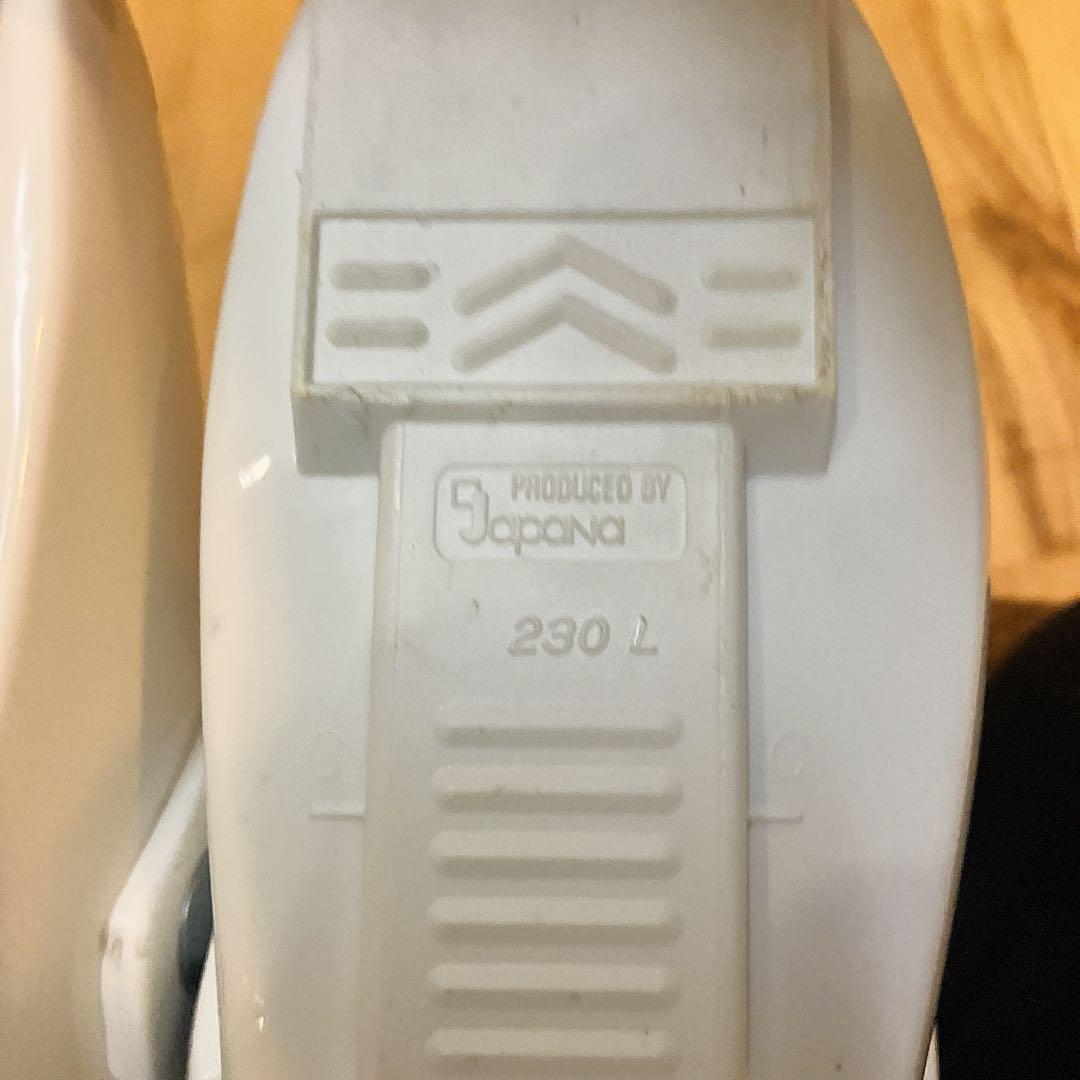 PRODUCED BY
Japana
230 L